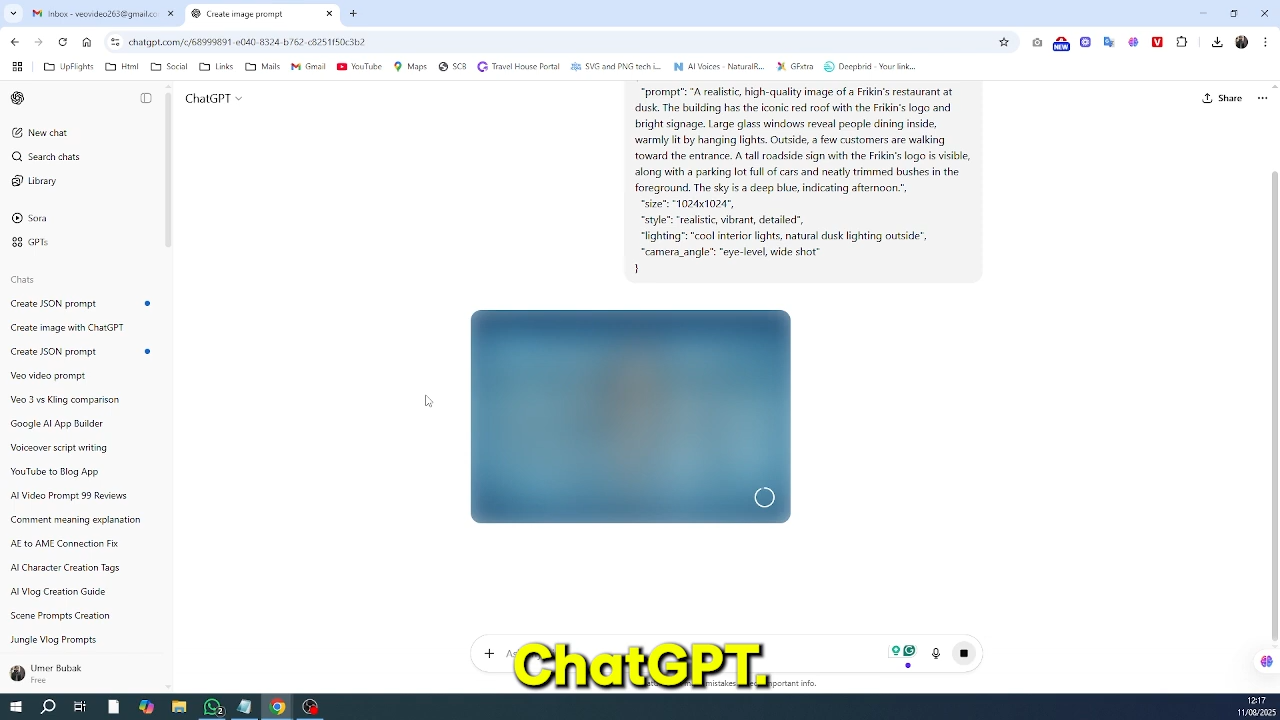 Inbox - veovideo263@gmail.co
Create image prompt
chatgpt.com/c/68999891-e040-8324-b762-c8251f50c3b2
UpFlights
Html
Social
Links
Mails
Gmail
YouTube
Maps
SCB
Travel House Portal
SVG and PNG tech i...
AI Voices - NaturalR...
GFXtra
Deepbrid - Your link...
NEW
ChatGPT
Share
New chat
Search chats
Library
Sora
GPTs
Chats
Create JSON prompt
Create image with ChatGPT
Create JSON prompt
Veo video prompt
Veo 3 vs Kling comparison
Google AI App Builder
Voiceover script writing
YouTube to Blog App
AI Video Prompt 99 Reviews
Comment meaning explanation
AE to AME Connection Fix
AI Character Creation Tags
AI Vlog Creation Guide
Scene Prompts Creation
Jungle Vlog Prompts
Umer Bubak
Free
"prompt": "A realistic, high-quality image of a Frikin's restaurant at
dusk. The building has the iconic red roof with the Frikin's logo and
bright signage. Large glass windows reveal people dining inside,
warmly lit by hanging lights. Outside, a few customers are walking
toward the entrance. A tall roadside sign with the Frikin's logo is visible,
along with a parking lot full of cars and neatly trimmed bushes in the
foreground. The sky is a deep blue, indicating afternoon.",
"size": "1024x1024",
"style": "realistic, vibrant, detailed",
"lighting": "cool interior lights, natural dusk lighting outside",
"camera_angle": "eye-level, wide shot"
}
ChatGPT.
mistakes. important info.
2
12:17
11/08/2025